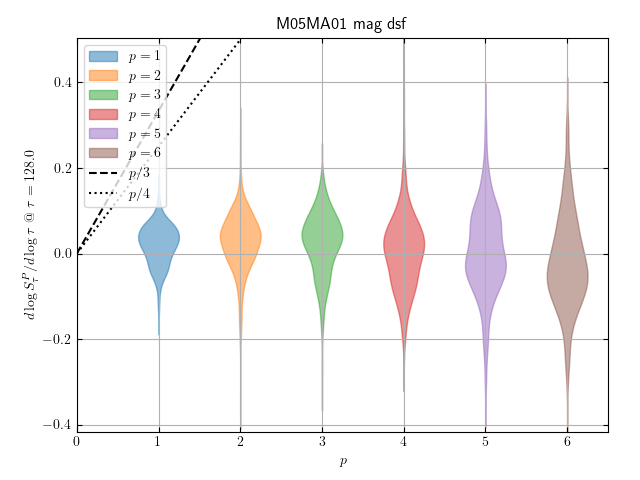 M05MA01 mag dsf
p = 1
p = 2
p = 3
p = 4
p = 5
p = 6
p/3
p/4
d log S_τ^P / d log τ @ τ = 128.0
0.4
0.2
0.0
−0.2
−0.4
0 1 2 3 4 5 6
p